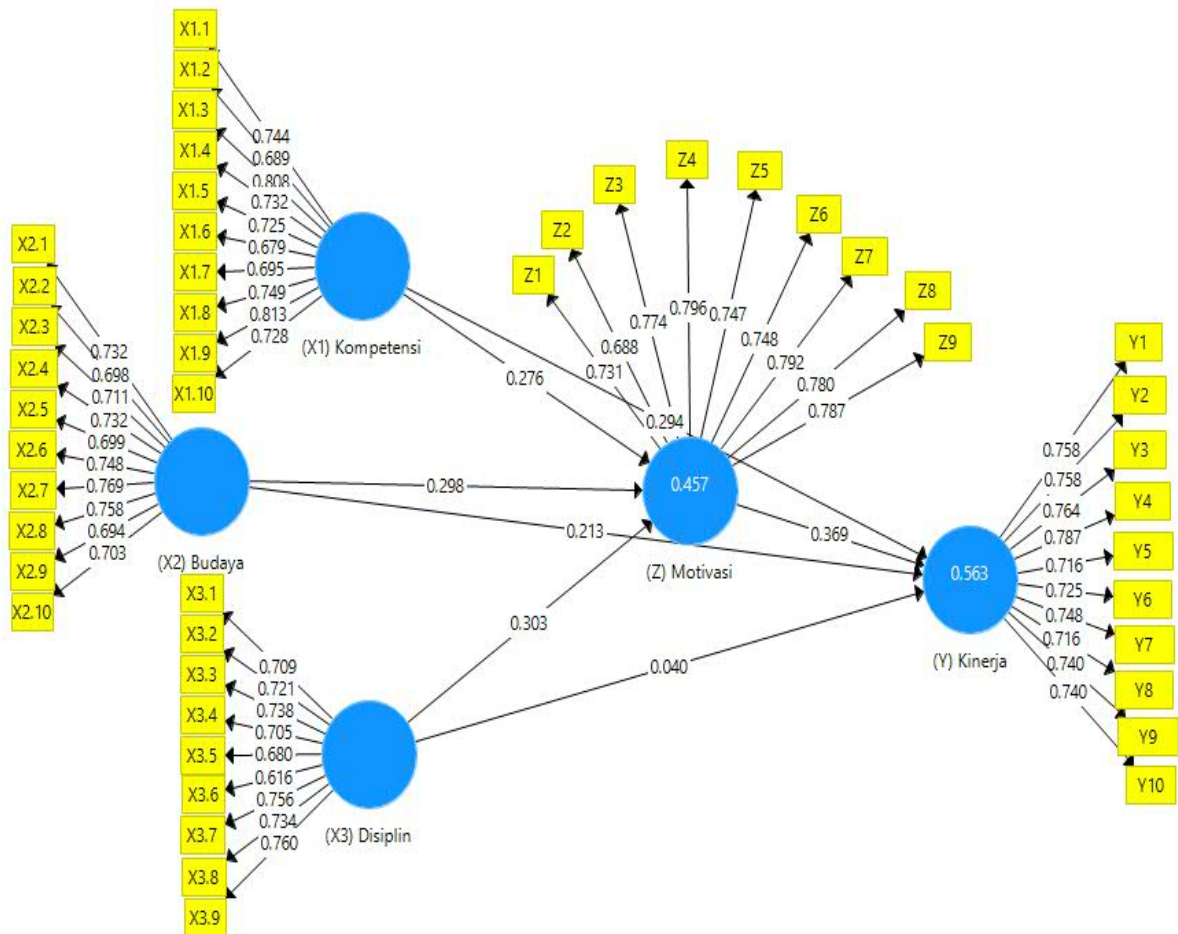 X1.1
X1.2
X1.3
X1.4
X1.5
X1.6
X1.7
X1.8
X1.9
X1.10
0.744
0.689
0.808
0.732
0.725
0.679
0.695
0.749
0.813
0.728
(X1) Kompetensi
X2.1
X2.2
X2.3
X2.4
X2.5
X2.6
X2.7
X2.8
X2.9
X2.10
0.732
0.698
0.711
0.732
0.699
0.748
0.769
0.758
0.694
0.703
(X2) Budaya
X3.1
X3.2
X3.3
X3.4
X3.5
X3.6
X3.7
X3.8
X3.9
0.709
0.721
0.738
0.705
0.680
0.616
0.756
0.734
0.760
(X3) Disiplin
Z1
Z2
Z3
Z4
Z5
Z6
Z7
Z8
Z9
0.731
0.688
0.774
0.796
0.747
0.748
0.792
0.780
0.787
0.276
0.294
0.298
0.213
0.303
0.040
0.369
0.457
(Z) Motivasi
0.563
(Y) Kinerja
0.758
0.758
0.764
0.787
0.716
0.725
0.748
0.716
0.740
0.740
Y1
Y2
Y3
Y4
Y5
Y6
Y7
Y8
Y9
Y10